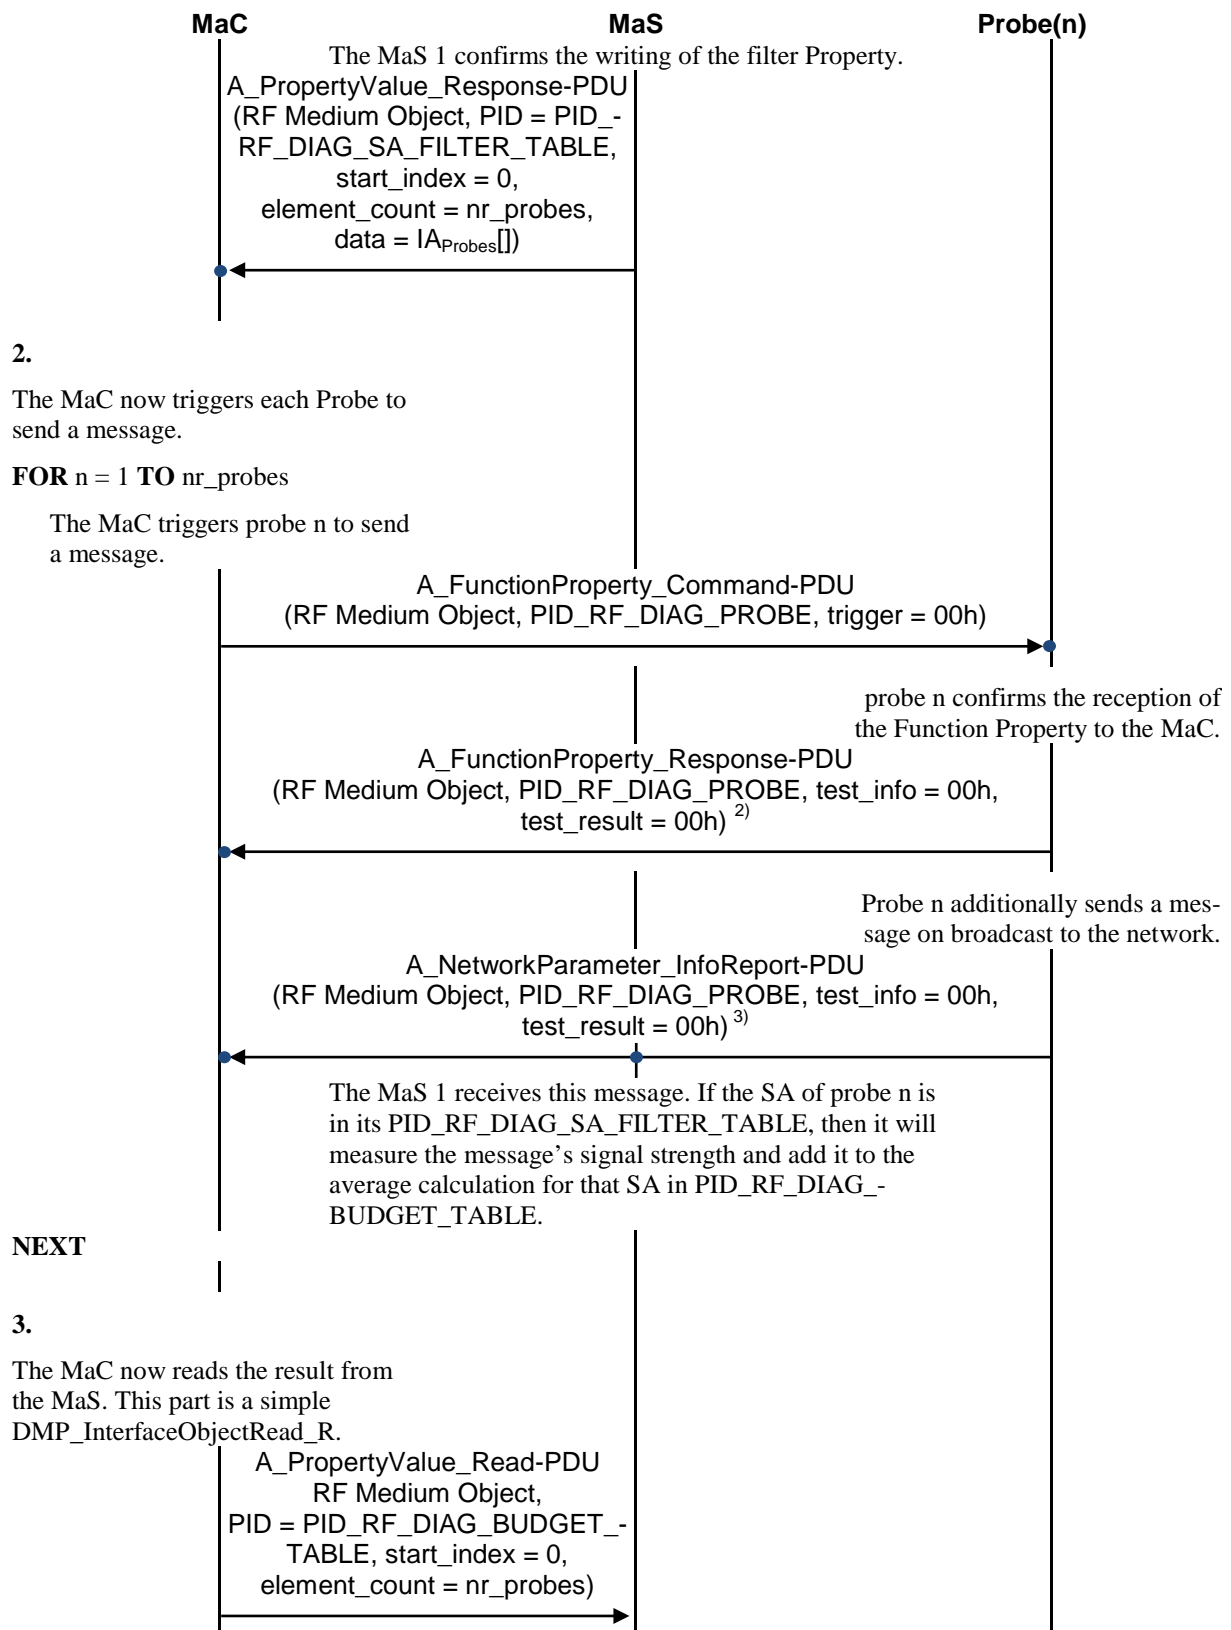 MaC MaS Probe(n)
The MaS 1 confirms the writing of the filter Property.
A_PropertyValue_Response-PDU
(RF Medium Object, PID = PID_-
RF_DIAG_SA_FILTER_TABLE,
start_index = 0,
element_count = nr_probes,
data = IAProbes[])
2.
The MaC now triggers each Probe to
send a message.
FOR n = 1 TO nr_probes
The MaC triggers probe n to send
a message.
A_FunctionProperty_Command-PDU
(RF Medium Object, PID_RF_DIAG_PROBE, trigger = 00h)
probe n confirms the reception of
the Function Property to the MaC.
A_FunctionProperty_Response-PDU
(RF Medium Object, PID_RF_DIAG_PROBE, test_info = 00h,
test_result = 00h) 2)
Probe n additionally sends a mes-
sage on broadcast to the network.
A_NetworkParameter_InfoReport-PDU
(RF Medium Object, PID_RF_DIAG_PROBE, test_info = 00h,
test_result = 00h) 3)
The MaS 1 receives this message. If the SA of probe n is
in its PID_RF_DIAG_SA_FILTER_TABLE, then it will
measure the message’s signal strength and add it to the
average calculation for that SA in PID_RF_DIAG_-
BUDGET_TABLE.
NEXT
3.
The MaC now reads the result from
the MaS. This part is a simple
DMP_InterfaceObjectRead_R.
A_PropertyValue_Read-PDU
RF Medium Object,
PID = PID_RF_DIAG_BUDGET_-
TABLE, start_index = 0,
element_count = nr_probes)